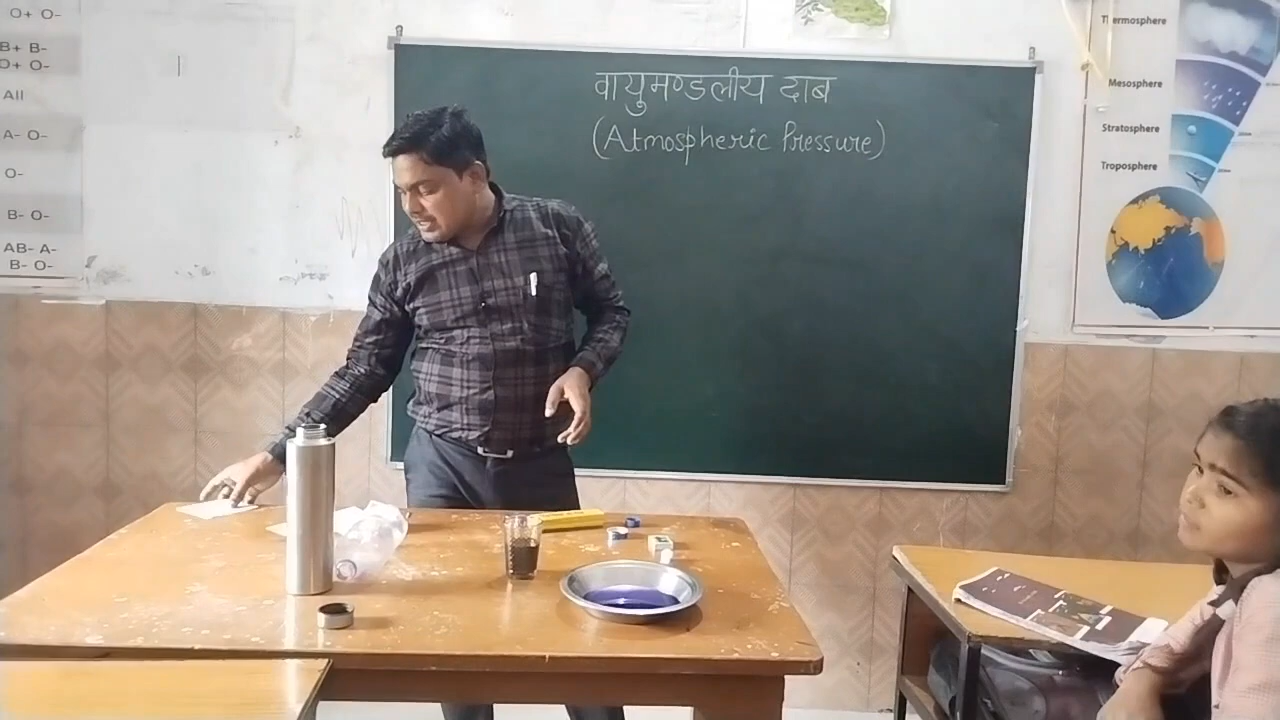 O+ O-
B+ B-
O+ O-
All
A- O-
O-
B- O-
AB- A-
B- O-
वायुमण्डलीय दाब
(Atmospheric Pressure)
Thermosphere
Mesosphere
Stratosphere
Troposphere